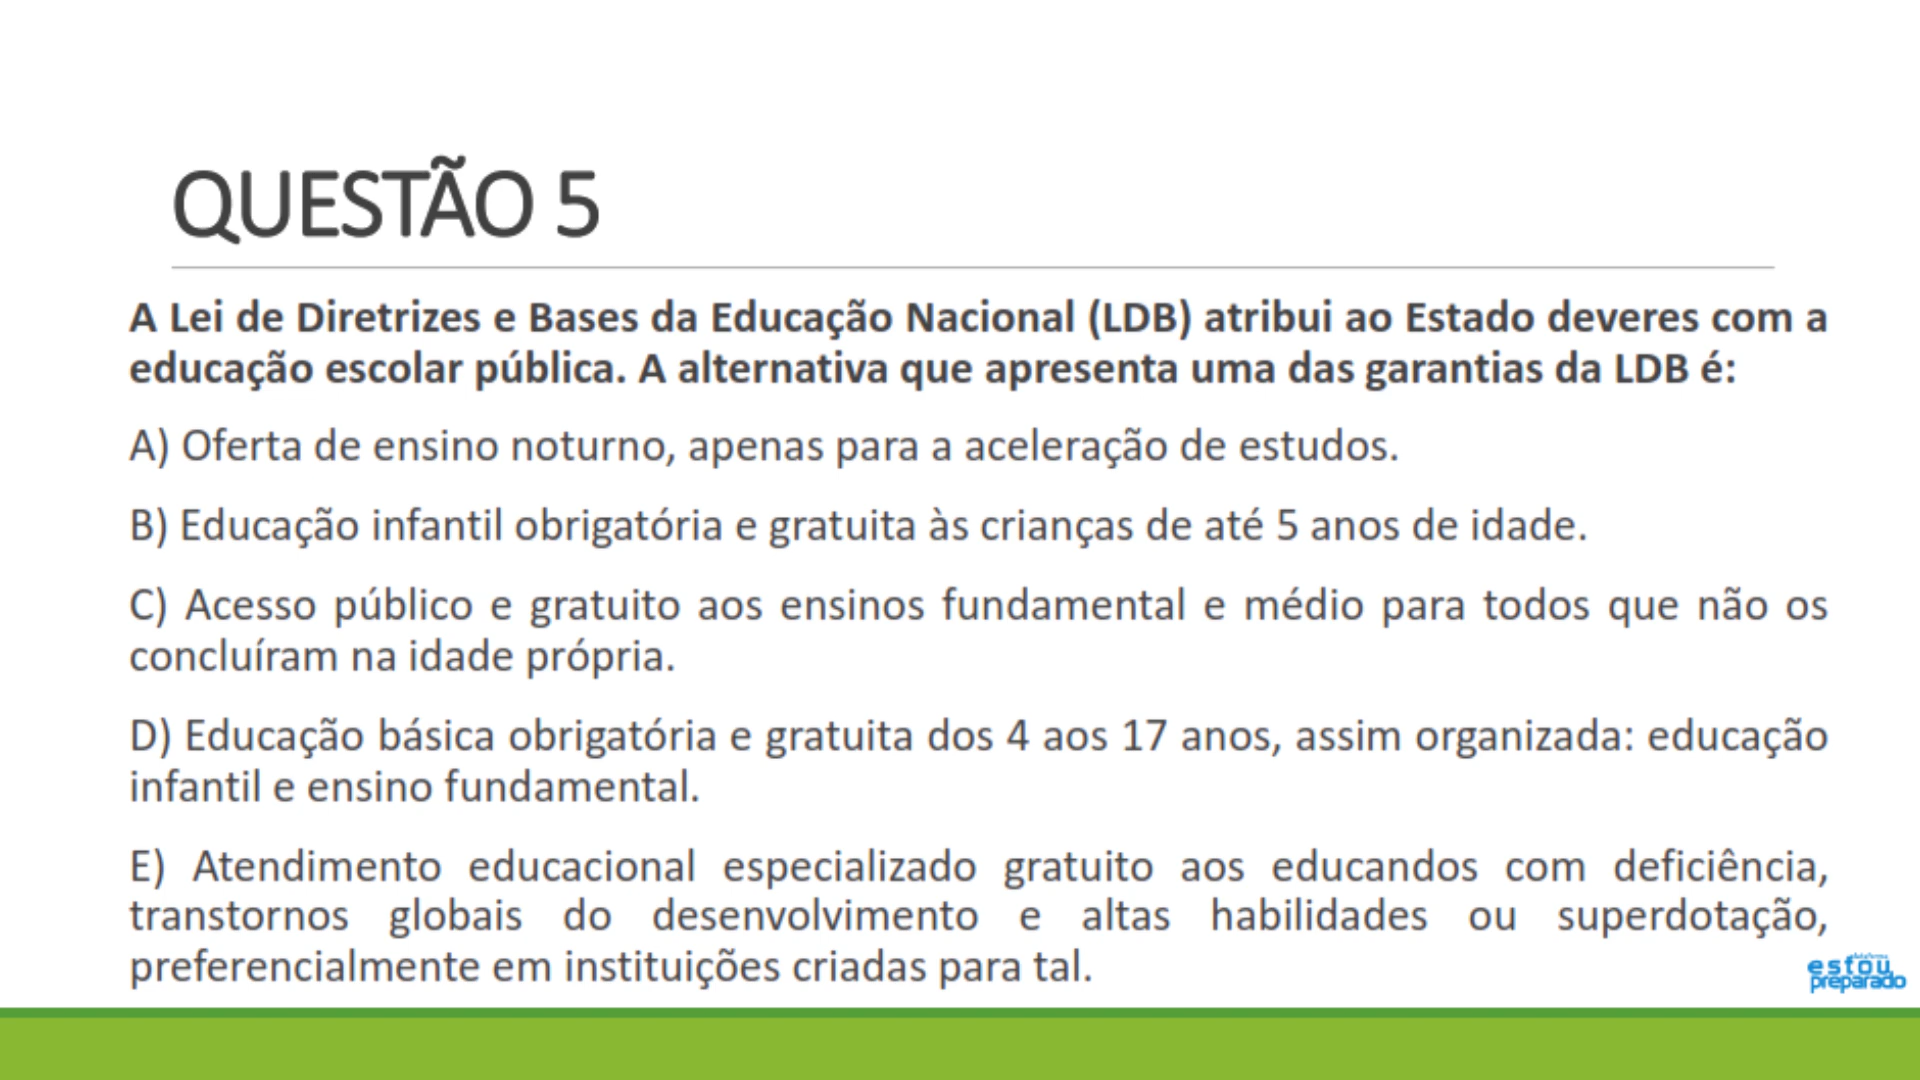 QUESTÃO 5
A Lei de Diretrizes e Bases da Educação Nacional (LDB) atribui ao Estado deveres com a
educação escolar pública. A alternativa que apresenta uma das garantias da LDB é:
A) Oferta de ensino noturno, apenas para a aceleração de estudos.
B) Educação infantil obrigatória e gratuita às crianças de até 5 anos de idade.
C) Acesso público e gratuito aos ensinos fundamental e médio para todos que não os
concluíram na idade própria.
D) Educação básica obrigatória e gratuita dos 4 aos 17 anos, assim organizada: educação
infantil e ensino fundamental.
E) Atendimento educacional especializado gratuito aos educandos com deficiência,
transtornos globais do desenvolvimento e altas habilidades ou superdotação,
preferencialmente em instituições criadas para tal.
estou
preparado